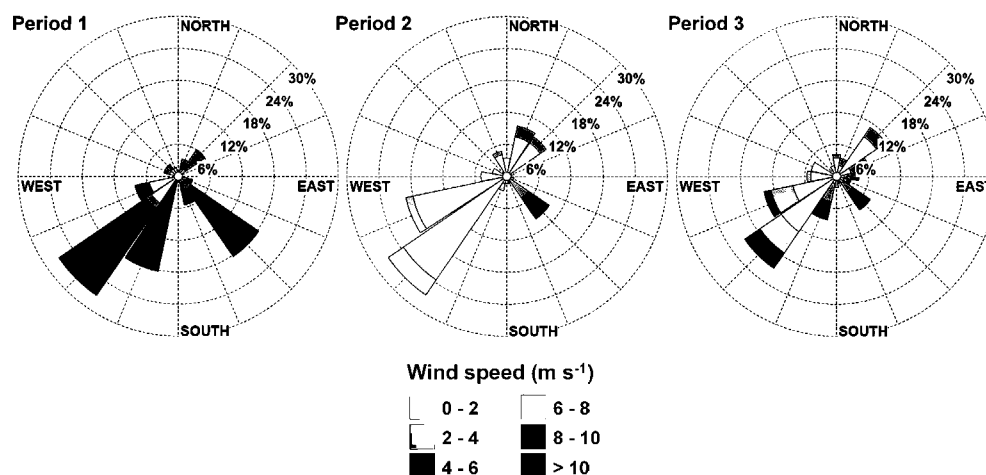 Period 1
NORTH
30%
24%
18%
12%
6%
WEST
EAST
SOUTH
Period 2
NORTH
30%
24%
18%
12%
6%
WEST
EAST
SOUTH
Period 3
NORTH
30%
24%
18%
12%
6%
WEST
EAST
SOUTH
Wind speed (m s⁻¹)
0 - 2
6 - 8
2 - 4
8 - 10
4 - 6
> 10